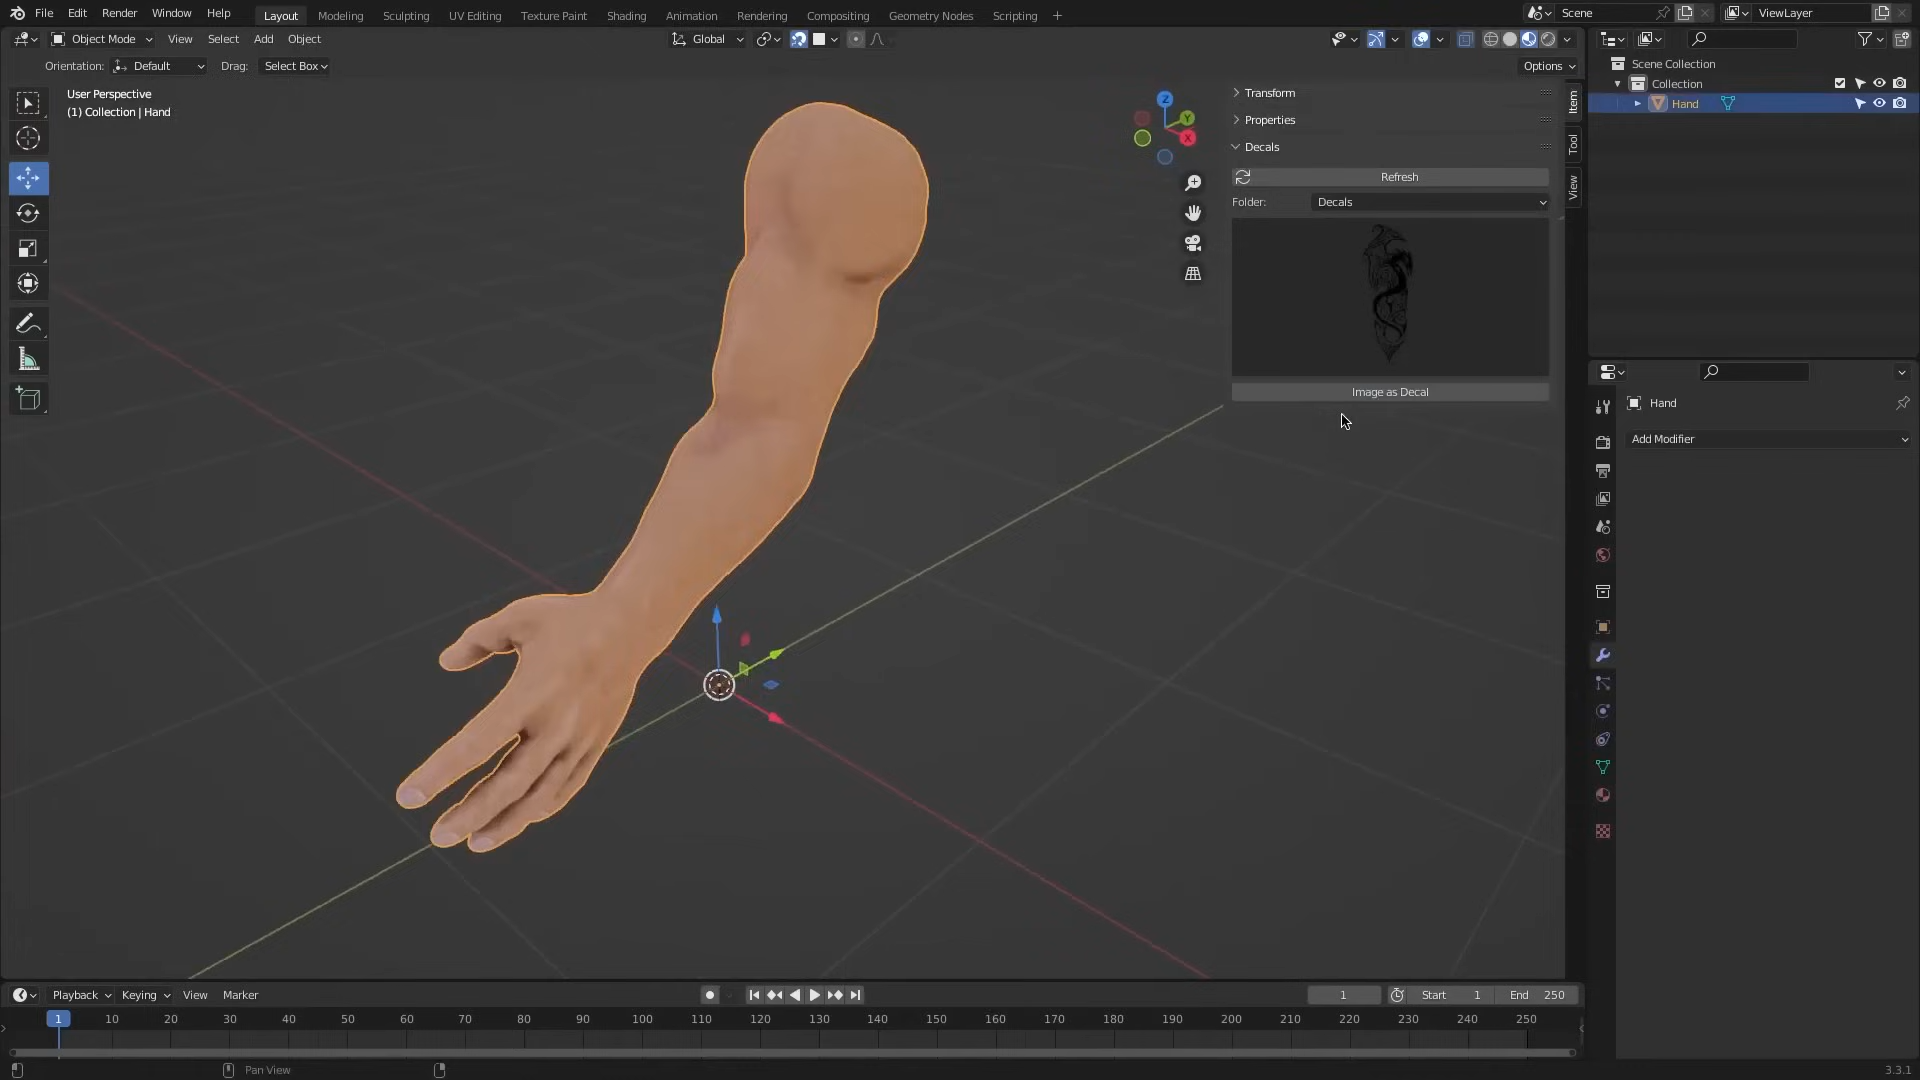 File Edit Render Window Help Layout Modeling Sculpting UV Editing Texture Paint Shading Animation Rendering Compositing Geometry Nodes Scripting + Scene ViewLayer
Object Mode View Select Add Object Global
Orientation: Default Drag: Select Box Options
User Perspective
(1) Collection | Hand
Z
Y
X
Transform
Properties
Decals
Refresh
Folder: Decals
Image as Decal
Item
Tool
View
Scene Collection
Collection
Hand
Hand
Add Modifier
Playback Keying View Marker 1 Start 1 End 250
1 10 20 30 40 50 60 70 80 90 100 110 120 130 140 150 160 170 180 190 200 210 220 230 240 250
Pan View 3.3.1